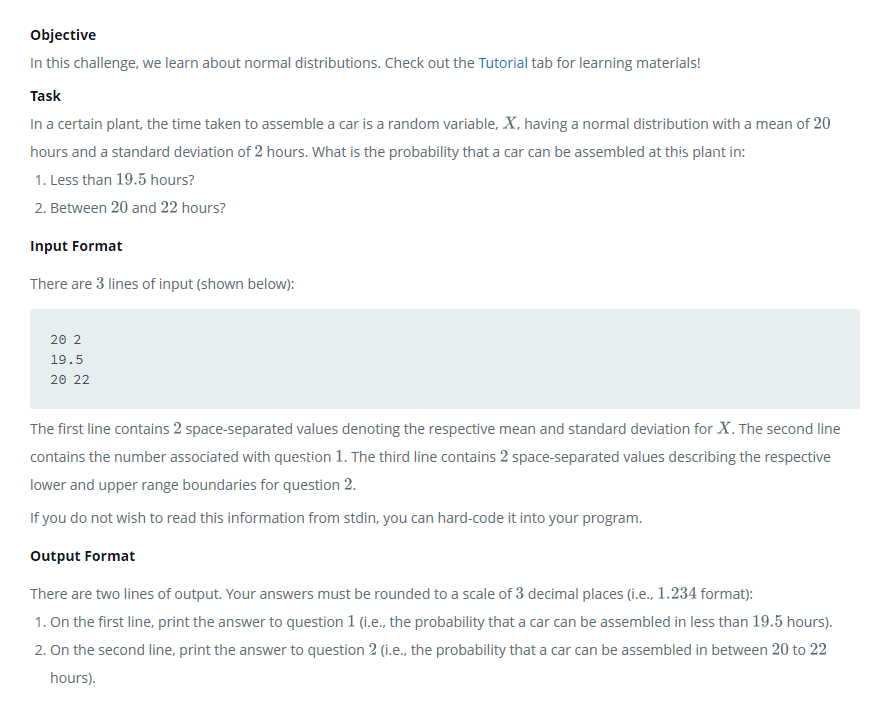 Objective
In this challenge, we learn about normal distributions. Check out the Tutorial tab for learning materials!
Task
In a certain plant, the time taken to assemble a car is a random variable, X, having a normal distribution with a mean of 20
hours and a standard deviation of 2 hours. What is the probability that a car can be assembled at this plant in:
1. Less than 19.5 hours?
2. Between 20 and 22 hours?
Input Format
There are 3 lines of input (shown below):
20 2
19.5
20 22
The first line contains 2 space-separated values denoting the respective mean and standard deviation for X. The second line
contains the number associated with question 1. The third line contains 2 space-separated values describing the respective
lower and upper range boundaries for question 2.
If you do not wish to read this information from stdin, you can hard-code it into your program.
Output Format
There are two lines of output. Your answers must be rounded to a scale of 3 decimal places (i.e., 1.234 format):
1. On the first line, print the answer to question 1 (i.e., the probability that a car can be assembled in less than 19.5 hours).
2. On the second line, print the answer to question 2 (i.e., the probability that a car can be assembled in between 20 to 22
hours).